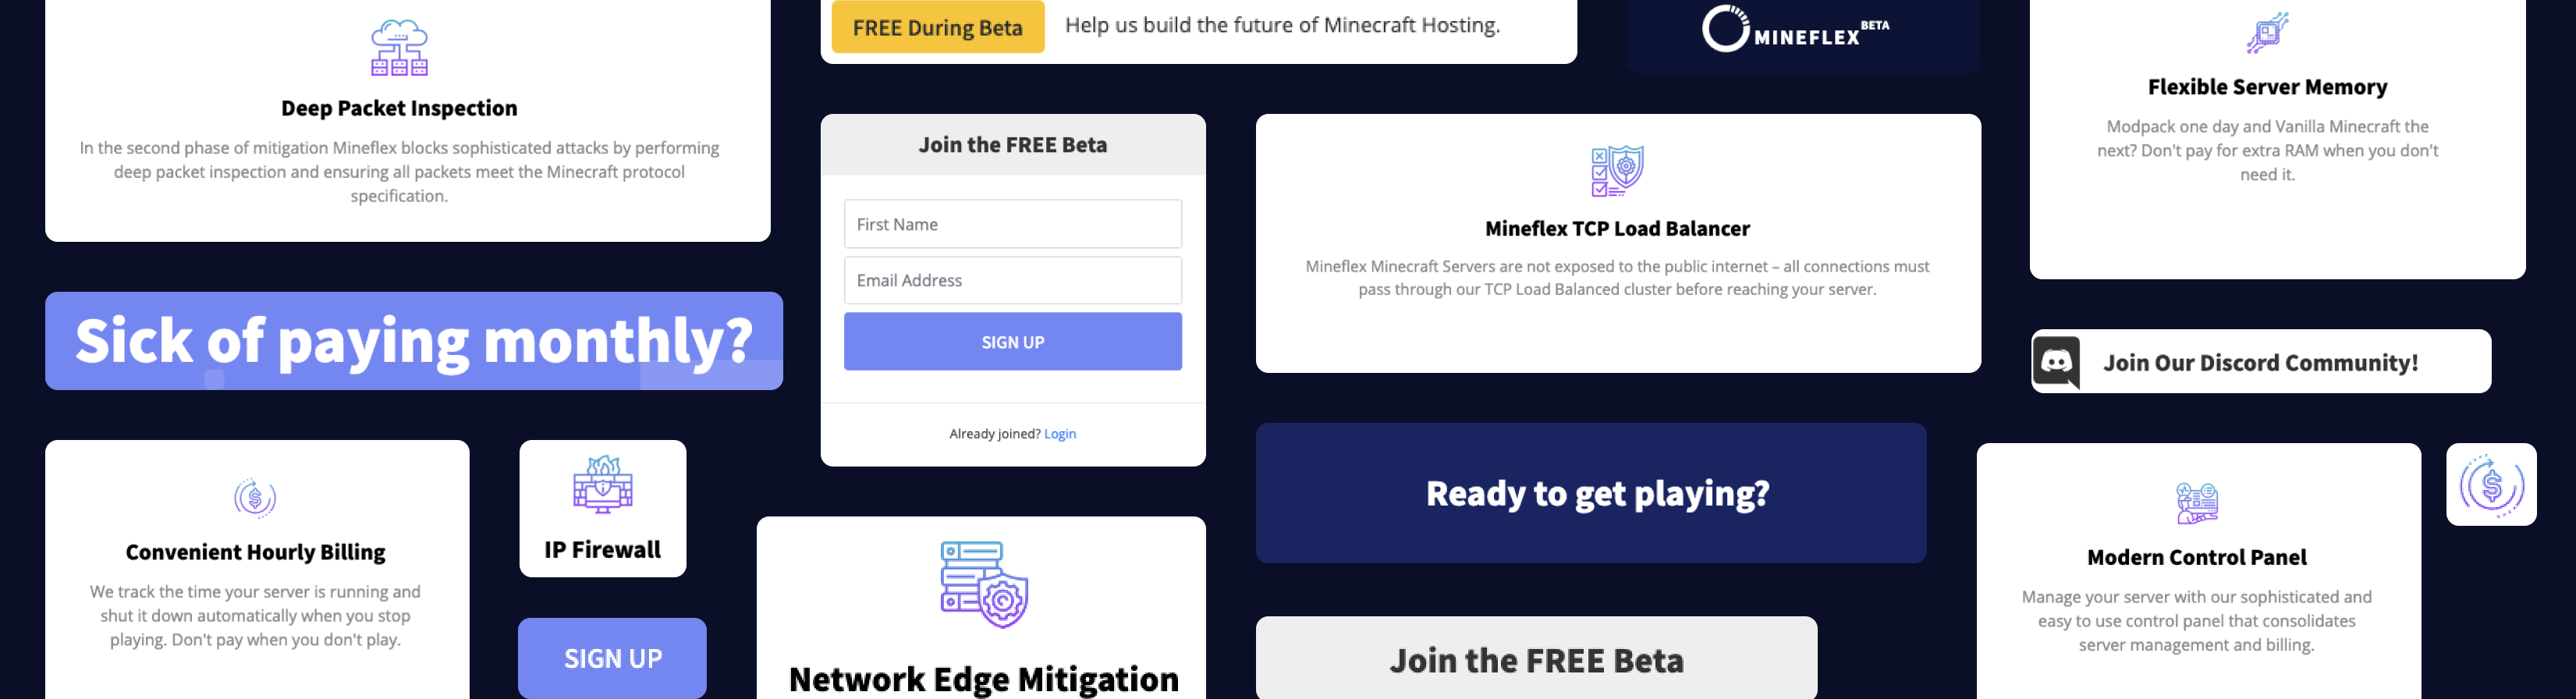 Deep Packet Inspection
In the second phase of mitigation Mineflex blocks sophisticated attacks by performing
deep packet inspection and ensuring all packets meet the Minecraft protocol
specification.
Sick of paying monthly?
Convenient Hourly Billing
We track the time your server is running and
shut it down automatically when you stop
playing. Don't pay when you don't play.
IP Firewall
SIGN UP
FREE During Beta
Help us build the future of Minecraft Hosting.
Join the FREE Beta
First Name
Email Address
SIGN UP
Already joined? Login
Network Edge Mitigation
MINEFLEX BETA
Mineflex TCP Load Balancer
Mineflex Minecraft Servers are not exposed to the public internet – all connections must
pass through our TCP Load Balanced cluster before reaching your server.
Ready to get playing?
Join the FREE Beta
Flexible Server Memory
Modpack one day and Vanilla Minecraft the
next? Don't pay for extra RAM when you don't
need it.
Join Our Discord Community!
Modern Control Panel
Manage your server with our sophisticated and
easy to use control panel that consolidates
server management and billing.